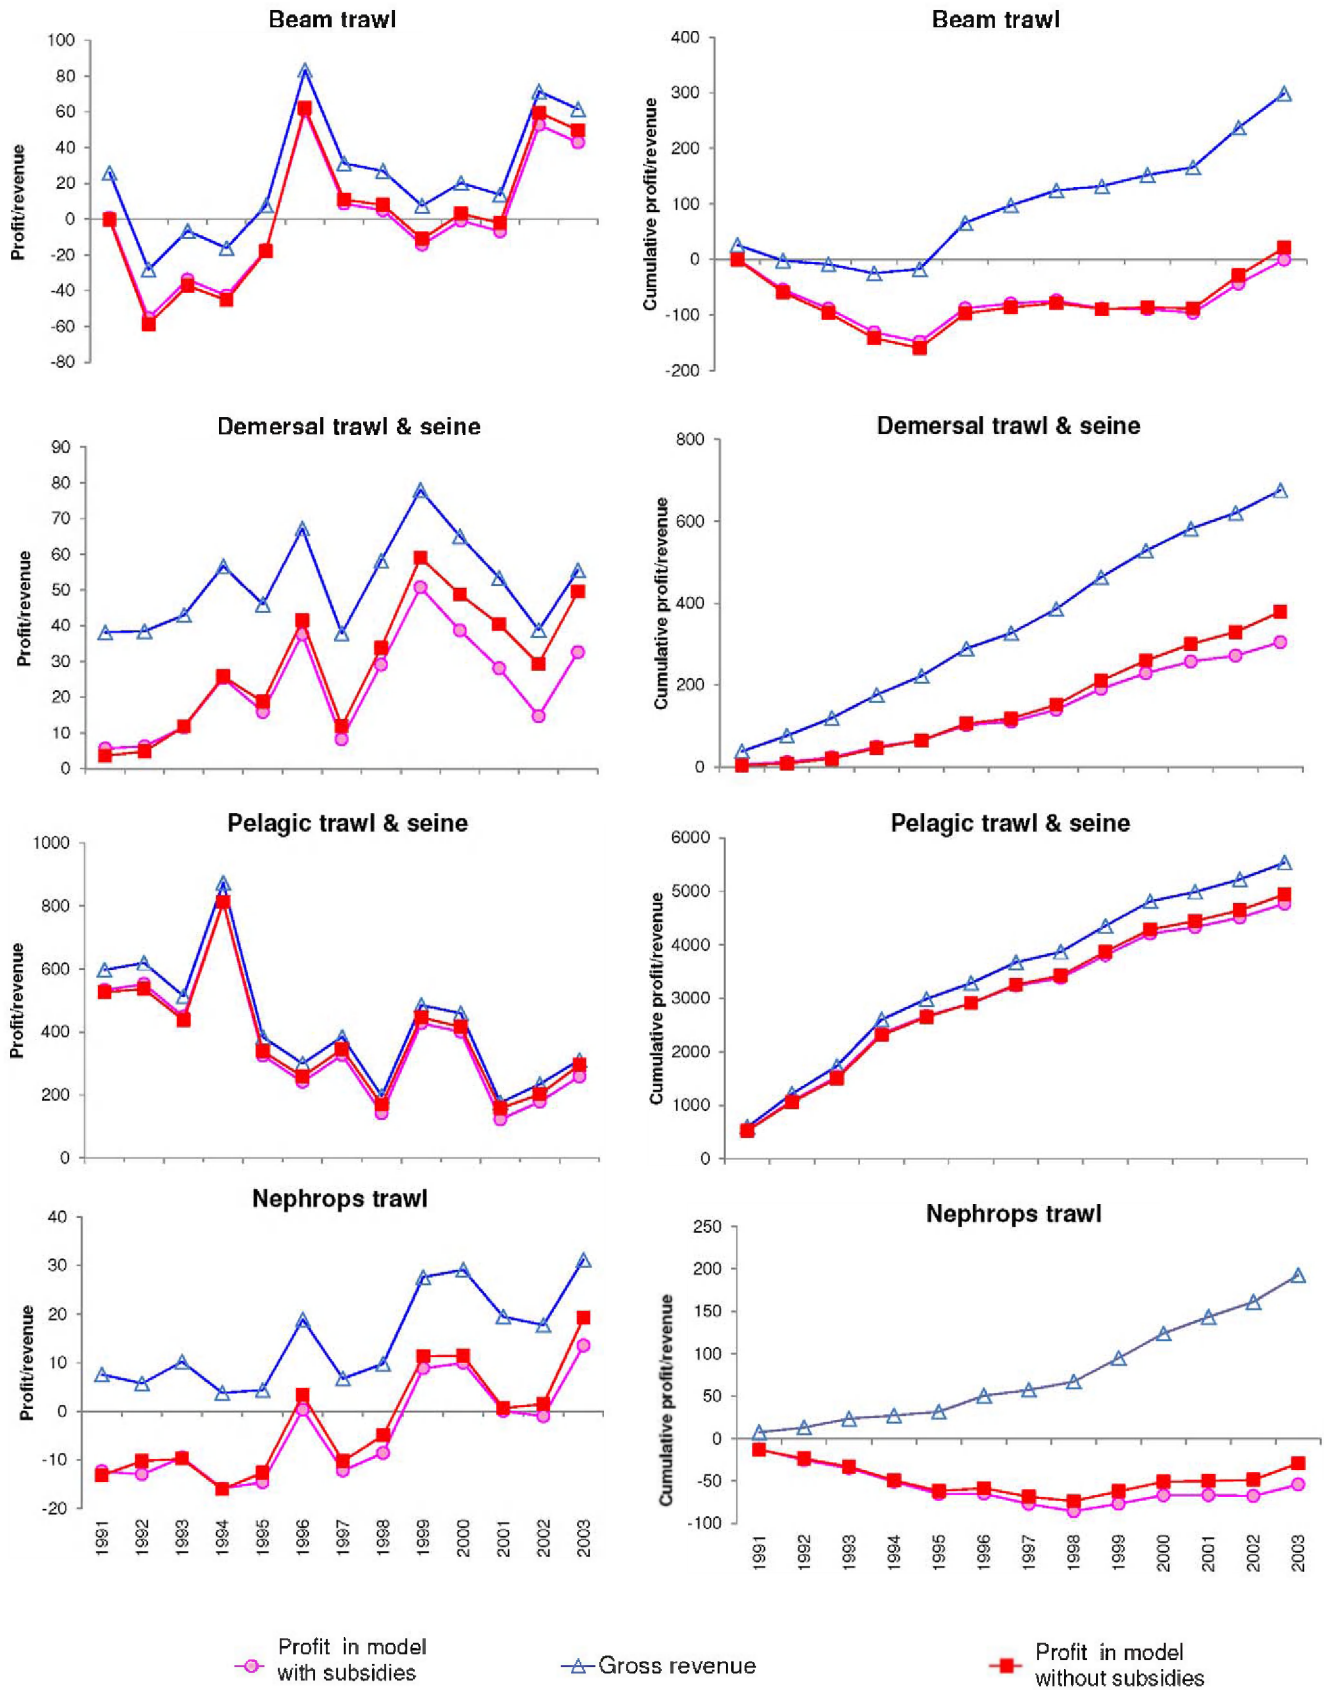 Beam trawl
100
80
60
40
20
0
-20
-40
-60
-80
Profit/revenue
Beam trawl
400
300
200
100
0
-100
-200
Cumulative profit/revenue
Demersal trawl & seine
90
80
70
60
50
40
30
20
10
0
Profit/revenue
Demersal trawl & seine
800
600
400
200
0
Cumulative profit/revenue
Pelagic trawl & seine
1000
800
600
400
200
0
Profit/revenue
Pelagic trawl & seine
6000
5000
4000
3000
2000
1000
0
Cumulative profit/revenue
Nephrops trawl
40
30
20
10
0
-10
-20
Profit/revenue
1991 1992 1993 1994 1995 1996 1997 1998 1999 2000 2001 2002 2003
Nephrops trawl
250
200
150
100
50
0
-50
-100
Cumulative profit/revenue
1991 1992 1993 1994 1995 1996 1997 1998 1999 2000 2001 2002 2003
Profit in model
with subsidies
Gross revenue
Profit in model
without subsidies